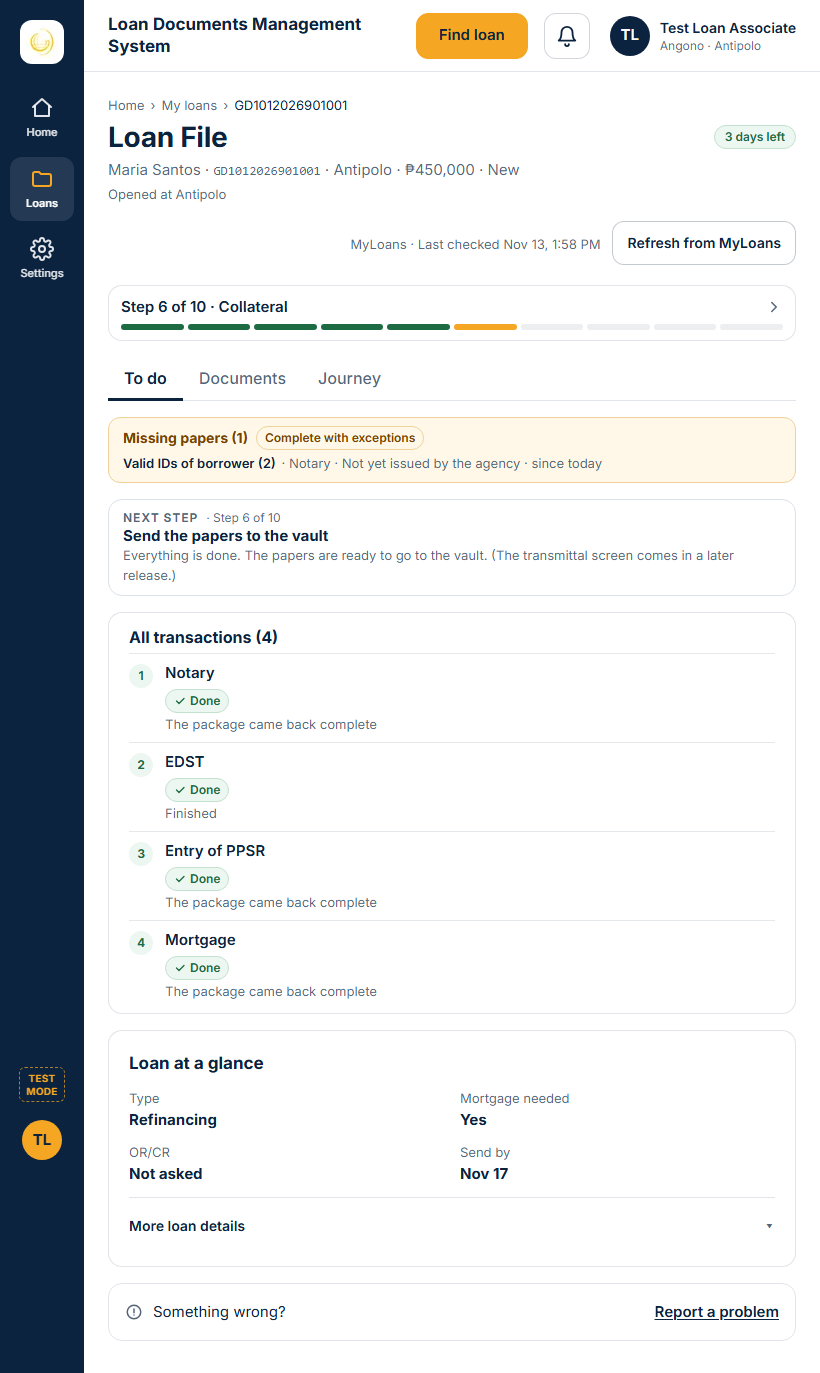 Loan Documents Management
System
Find loan
TL
Test Loan Associate
Angono · Antipolo
Home
Loans
Settings
TEST
MODE
TL
Home › My loans › GD1012026901001
Loan File
3 days left
Maria Santos · GD1012026901001 · Antipolo · ₱450,000 · New
Opened at Antipolo
MyLoans · Last checked Nov 13, 1:58 PM
Refresh from MyLoans
Step 6 of 10 · Collateral
To do
Documents
Journey
Missing papers (1)
Complete with exceptions
Valid IDs of borrower (2) · Notary · Not yet issued by the agency · since today
NEXT STEP · Step 6 of 10
Send the papers to the vault
Everything is done. The papers are ready to go to the vault. (The transmittal screen comes in a later
release.)
All transactions (4)
1 Notary
✓ Done
The package came back complete
2 EDST
✓ Done
Finished
3 Entry of PPSR
✓ Done
The package came back complete
4 Mortgage
✓ Done
The package came back complete
Loan at a glance
Type
Refinancing
Mortgage needed
Yes
OR/CR
Not asked
Send by
Nov 17
More loan details
Something wrong?
Report a problem